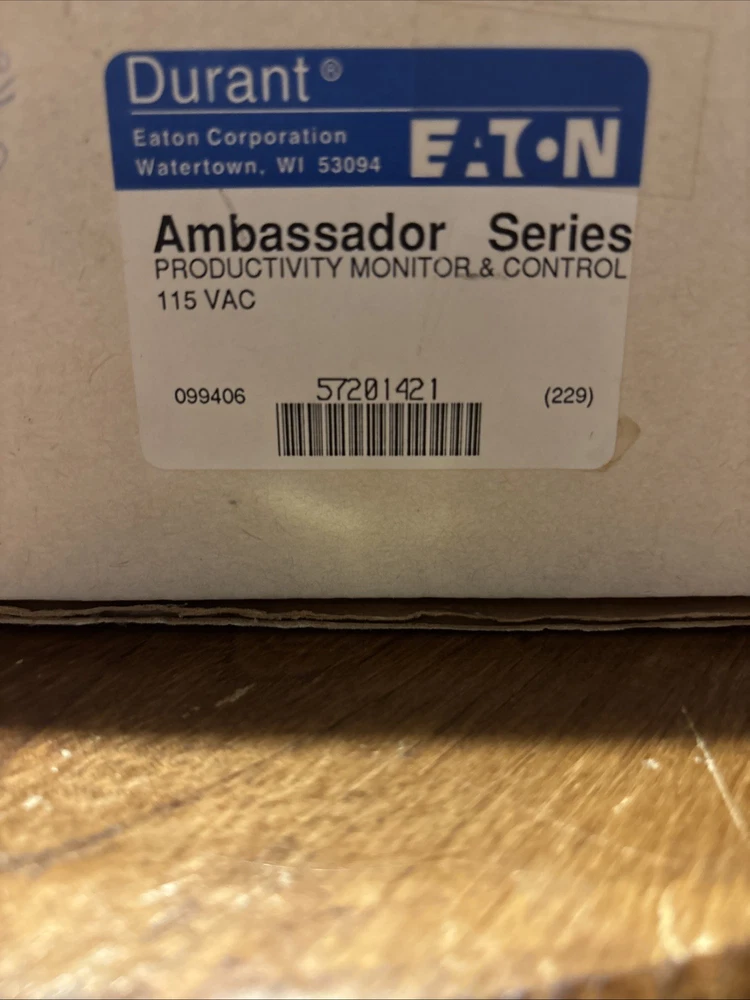 Durant®
Eaton Corporation
Watertown, WI 53094
EATON
Ambassador Series
PRODUCTIVITY MONITOR & CONTROL
115 VAC
099406
57201421
(229)